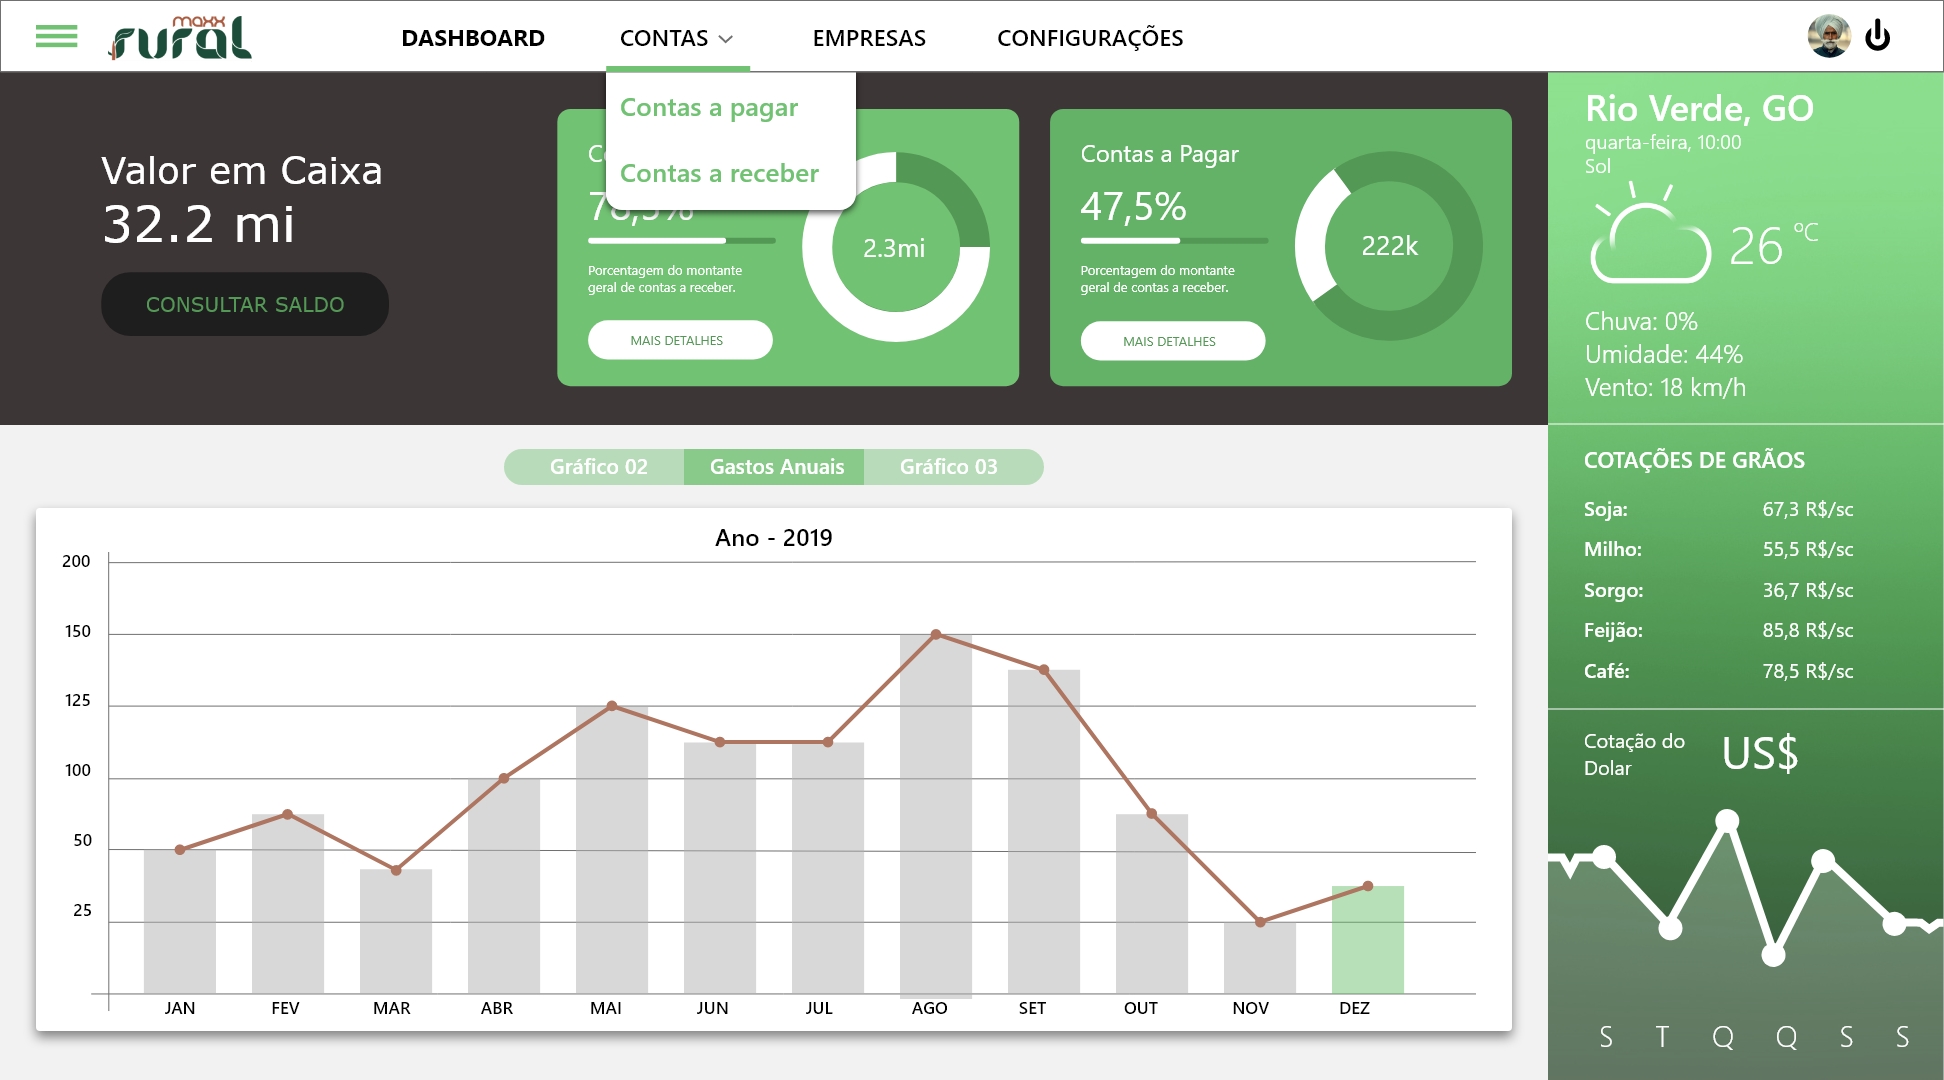 maxx
rural
DASHBOARD
CONTAS
EMPRESAS
CONFIGURAÇÕES
Contas a pagar
Contas a receber
Valor em Caixa
32.2 mi
CONSULTAR SALDO
2.3mi
Porcentagem do montante
geral de contas a receber.
MAIS DETALHES
Contas a Pagar
47,5%
222k
Porcentagem do montante
geral de contas a receber.
MAIS DETALHES
Rio Verde, GO
quarta-feira, 10:00
Sol
26 ºC
Chuva: 0%
Umidade: 44%
Vento: 18 km/h
COTAÇÕES DE GRÃOS
Soja: 67,3 R$/sc
Milho: 55,5 R$/sc
Sorgo: 36,7 R$/sc
Feijão: 85,8 R$/sc
Café: 78,5 R$/sc
Cotação do
Dolar
US$
S T Q Q S S
Gráfico 02
Gastos Anuais
Gráfico 03
Ano - 2019
200
150
125
100
50
25
JAN FEV MAR ABR MAI JUN JUL AGO SET OUT NOV DEZ